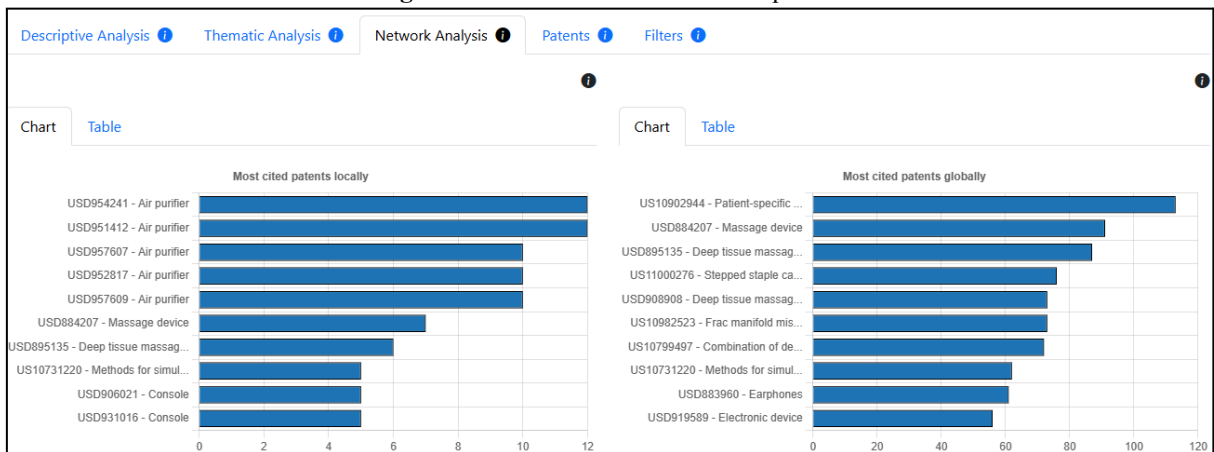 Descriptive Analysis i Thematic Analysis i Network Analysis i Patents i Filters i
i i
Chart Table
Most cited patents locally
USD954241 - Air purifier
USD951412 - Air purifier
USD957607 - Air purifier
USD952817 - Air purifier
USD957609 - Air purifier
USD884207 - Massage device
USD895135 - Deep tissue massag...
US10731220 - Methods for simul...
USD906021 - Console
USD931016 - Console
0 2 4 6 8 10 12
Chart Table
Most cited patents globally
US10902944 - Patient-specific ...
USD884207 - Massage device
USD895135 - Deep tissue massag...
US11000276 - Stepped staple ca...
USD908908 - Deep tissue massag...
US10982523 - Frac manifold mis...
US10799497 - Combination of de...
US10731220 - Methods for simul...
USD883960 - Earphones
USD919589 - Electronic device
0 20 40 60 80 100 120